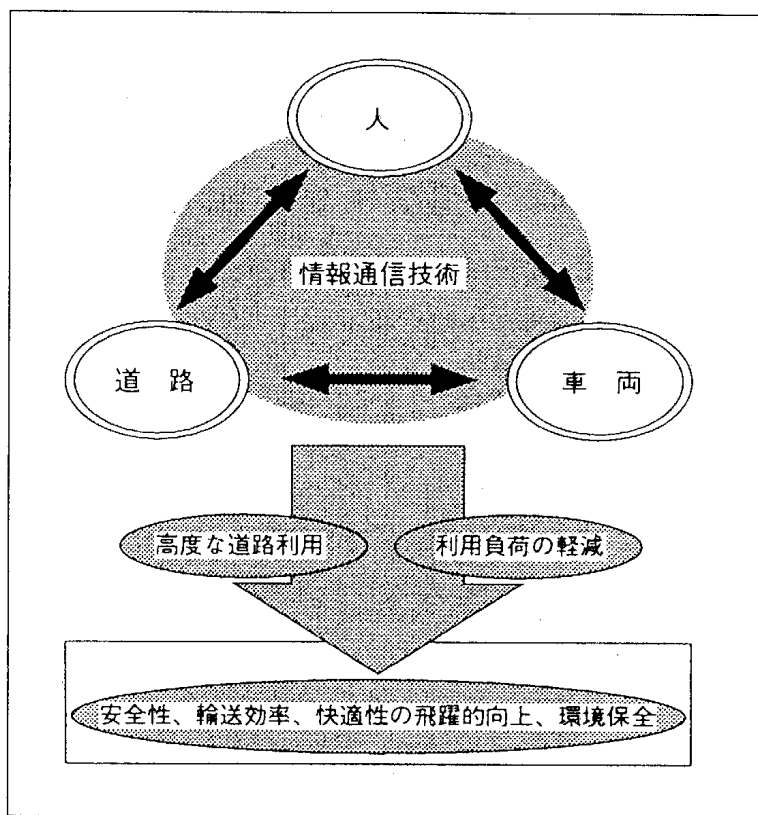 人
情報通信技術
道 路
車 両
高度な道路利用
利用負荷の軽減
安全性、輸送効率、快適性の飛躍的向上、環境保全